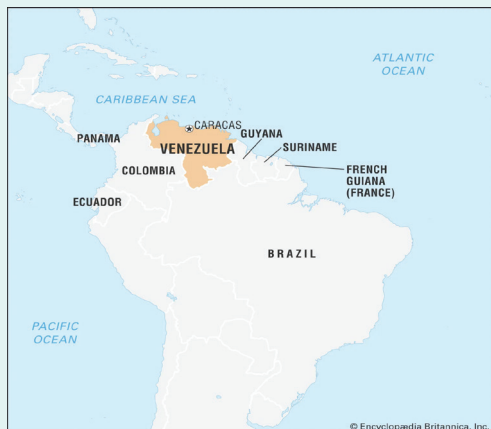 ATLANTIC
OCEAN
CARIBBEAN SEA
CARACAS
GUYANA
PANAMA
VENEZUELA
SURINAME
COLOMBIA
FRENCH
GUIANA
(FRANCE)
ECUADOR
BRAZIL
PACIFIC
OCEAN
© Encyclopædia Britannica, Inc.